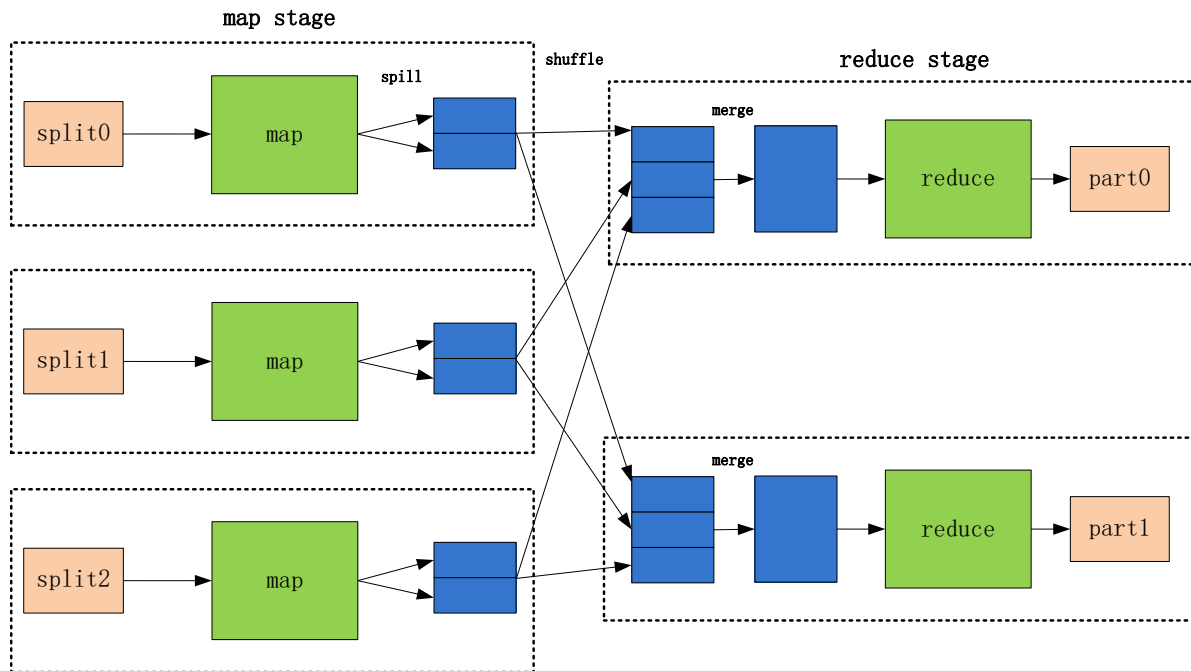 map stage
reduce stage
spill
shuffle
merge
split0
map
reduce
part0
split1
map
merge
reduce
part1
split2
map